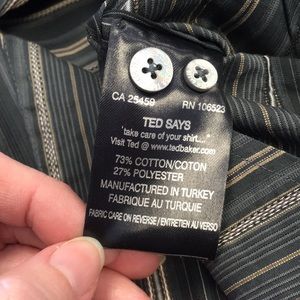 CA 25459 RN 106523
TED SAYS
'take care of your shirt....'
Visit Ted @ www.tedbaker.com
73% COTTON/COTON
27% POLYESTER
MANUFACTURED IN TURKEY
FABRIQUE AU TURQUIE
FABRIC CARE ON REVERSE / ENTRETIEN AU VERSO